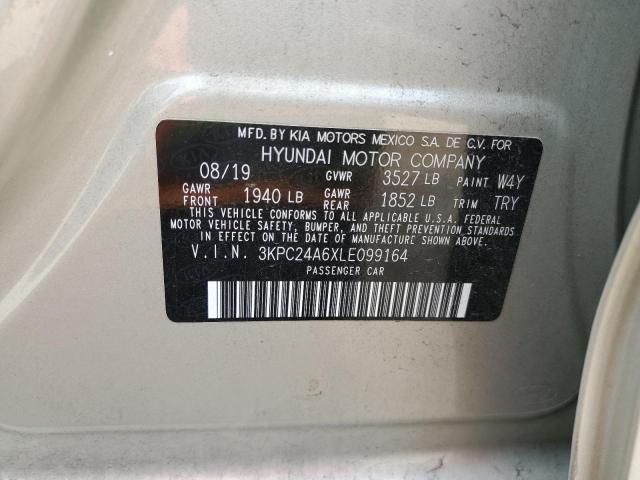 MFD. BY KIA MOTORS MEXICO S.A. DE C.V. FOR
HYUNDAI MOTOR COMPANY
08/19 GVWR 3527 LB PAINT W4Y
GAWR FRONT 1940 LB GAWR REAR 1852 LB TRIM TRY
THIS VEHICLE CONFORMS TO ALL APPLICABLE U.S.A. FEDERAL
MOTOR VEHICLE SAFETY, BUMPER, AND THEFT PREVENTION STANDARDS
IN EFFECT ON THE DATE OF MANUFACTURE SHOWN ABOVE.
V.I.N. 3KPC24A6XLE099164
PASSENGER CAR